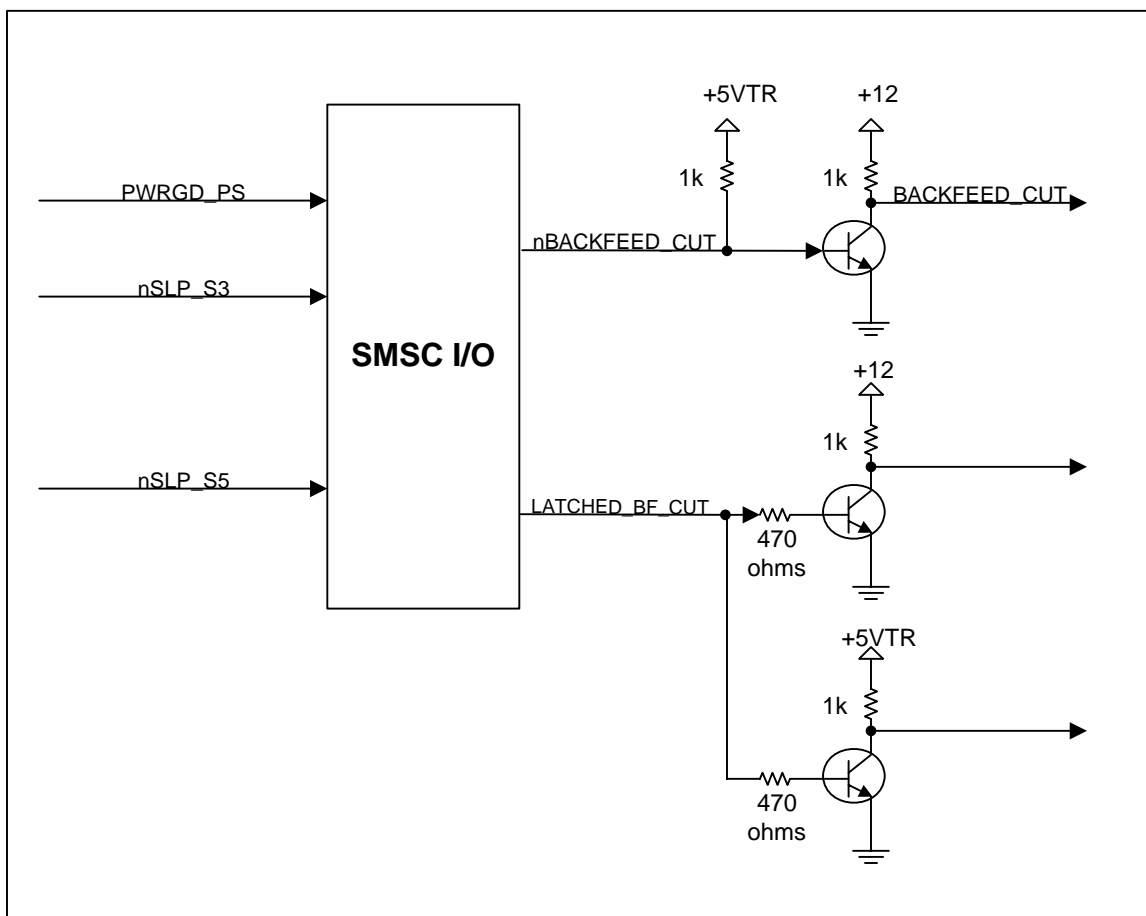 +5VTR
+12
1k
1k
PWRGD_PS
BACKFEED_CUT
nBACKFEED_CUT
nSLP_S3
SMSC I/O
+12
1k
nSLP_S5
LATCHED_BF_CUT
470
ohms
+5VTR
1k
470
ohms